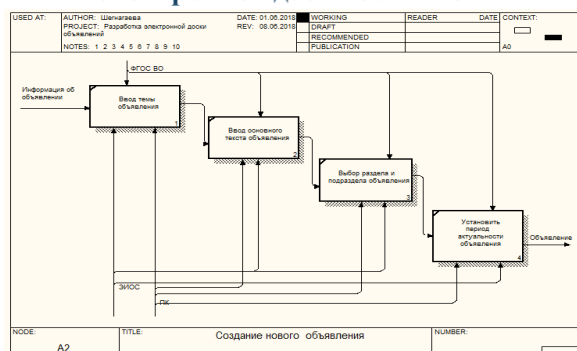 USED AT:
AUTHOR: Шегнагаева
DATE: 01.06.2018
WORKING
READER
DATE
CONTEXT:
PROJECT: Разработка электронной доски
REV: 08.06.2018
DRAFT
объявлений
RECOMMENDED
NOTES: 1 2 3 4 5 6 7 8 9 10
PUBLICATION
A0
ФГОС ВО
Информация об
объявлении
Ввод темы
объявления
1
Ввод основного
текста объявления
2
Выбор раздела и
подраздела объявления
3
Установить
период
актуальности
объявления
4
Объявление
ЭИОС
ПК
NODE:
TITLE:
Создание нового объявления
NUMBER:
A2